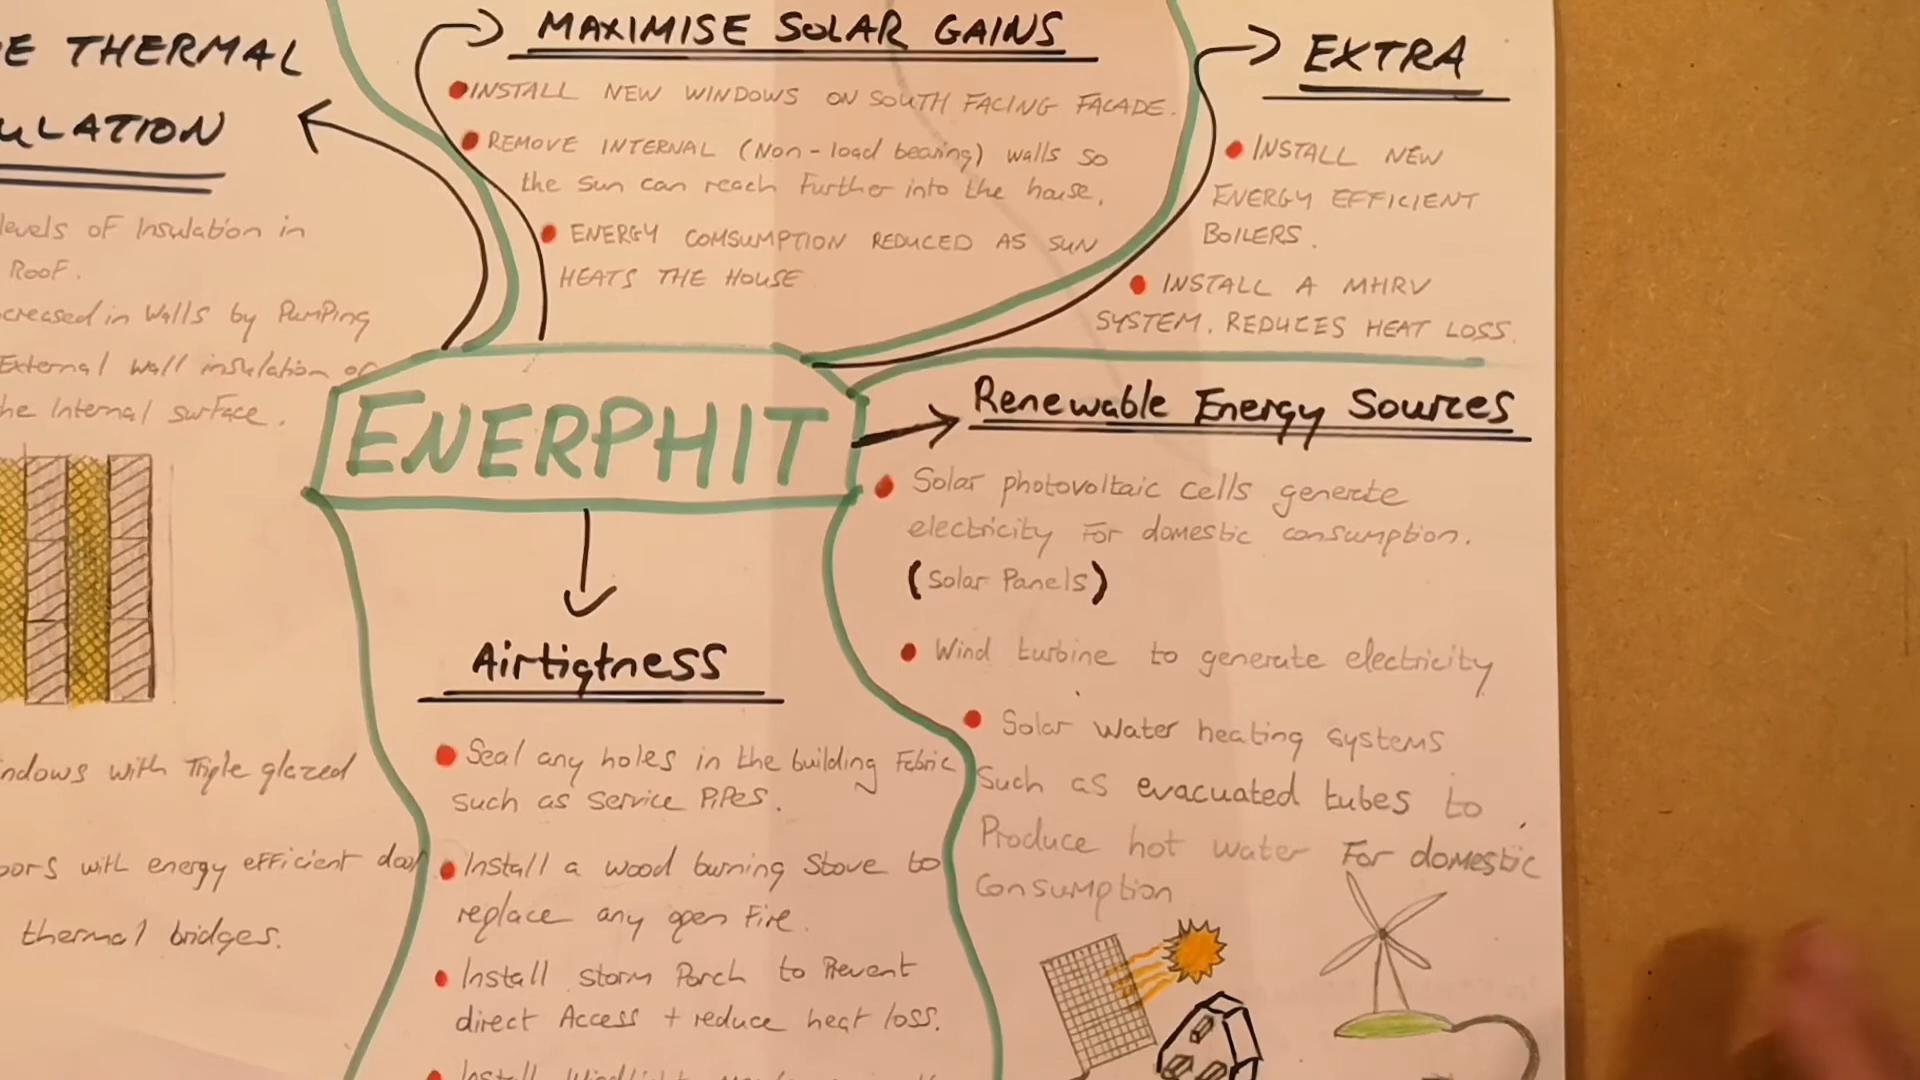 E THERMAL
ULATION
levels of Insulation in
Roof.
creased in Walls by Pumping
External wall insulation or
he Internal surface.
ndows with Triple glazed
oors with energy efficient door
thermal bridges.
MAXIMISE SOLAR GAINS
INSTALL NEW WINDOWS ON SOUTH FACING FACADE.
REMOVE INTERNAL (Non-load bearing) walls so
the sun can reach Further into the house.
ENERGY COMSUMPTION REDUCED AS SUN
HEATS THE HOUSE
EXTRA
INSTALL NEW
ENERGY EFFICIENT
BOILERS.
INSTALL A MHRV
SYSTEM. REDUCES HEAT LOSS.
ENERPHIT
Airtigtness
Seal any holes in the building Fabric
such as service PiPes.
Install a wood burning Stove to
replace any open Fire.
Install storm Porch to Prevent
direct Access + reduce heat loss.
Install
Renewable Energy Sources
Solar photovoltaic cells generate
electricity For domestic consumption.
(Solar Panels)
Wind turbine to generate electricity
Solar Water heating systems
Such as evacuated tubes to
Produce hot water For domestic
Consumption